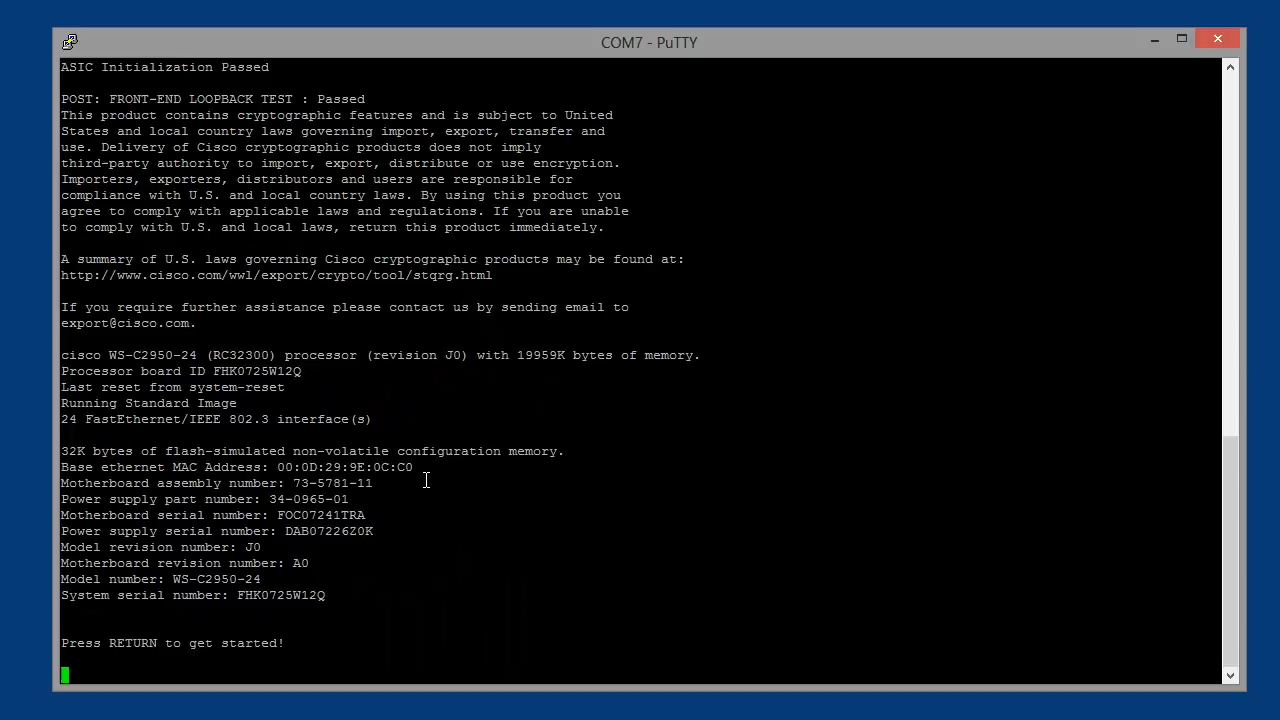 COM7 - PuTTY
ASIC Initialization Passed
POST: FRONT-END LOOPBACK TEST : Passed
This product contains cryptographic features and is subject to United
States and local country laws governing import, export, transfer and
use. Delivery of Cisco cryptographic products does not imply
third-party authority to import, export, distribute or use encryption.
Importers, exporters, distributors and users are responsible for
compliance with U.S. and local country laws. By using this product you
agree to comply with applicable laws and regulations. If you are unable
to comply with U.S. and local laws, return this product immediately.
A summary of U.S. laws governing Cisco cryptographic products may be found at:
http://www.cisco.com/wwl/export/crypto/tool/stqrg.html
If you require further assistance please contact us by sending email to
export@cisco.com.
cisco WS-C2950-24 (RC32300) processor (revision J0) with 19959K bytes of memory.
Processor board ID FHK0725W12Q
Last reset from system-reset
Running Standard Image
24 FastEthernet/IEEE 802.3 interface(s)
32K bytes of flash-simulated non-volatile configuration memory.
Base ethernet MAC Address: 00:0D:29:9E:0C:C0
Motherboard assembly number: 73-5781-11
Power supply part number: 34-0965-01
Motherboard serial number: FOC07241TRA
Power supply serial number: DAB07226Z0K
Model revision number: J0
Motherboard revision number: A0
Model number: WS-C2950-24
System serial number: FHK0725W12Q
Press RETURN to get started!